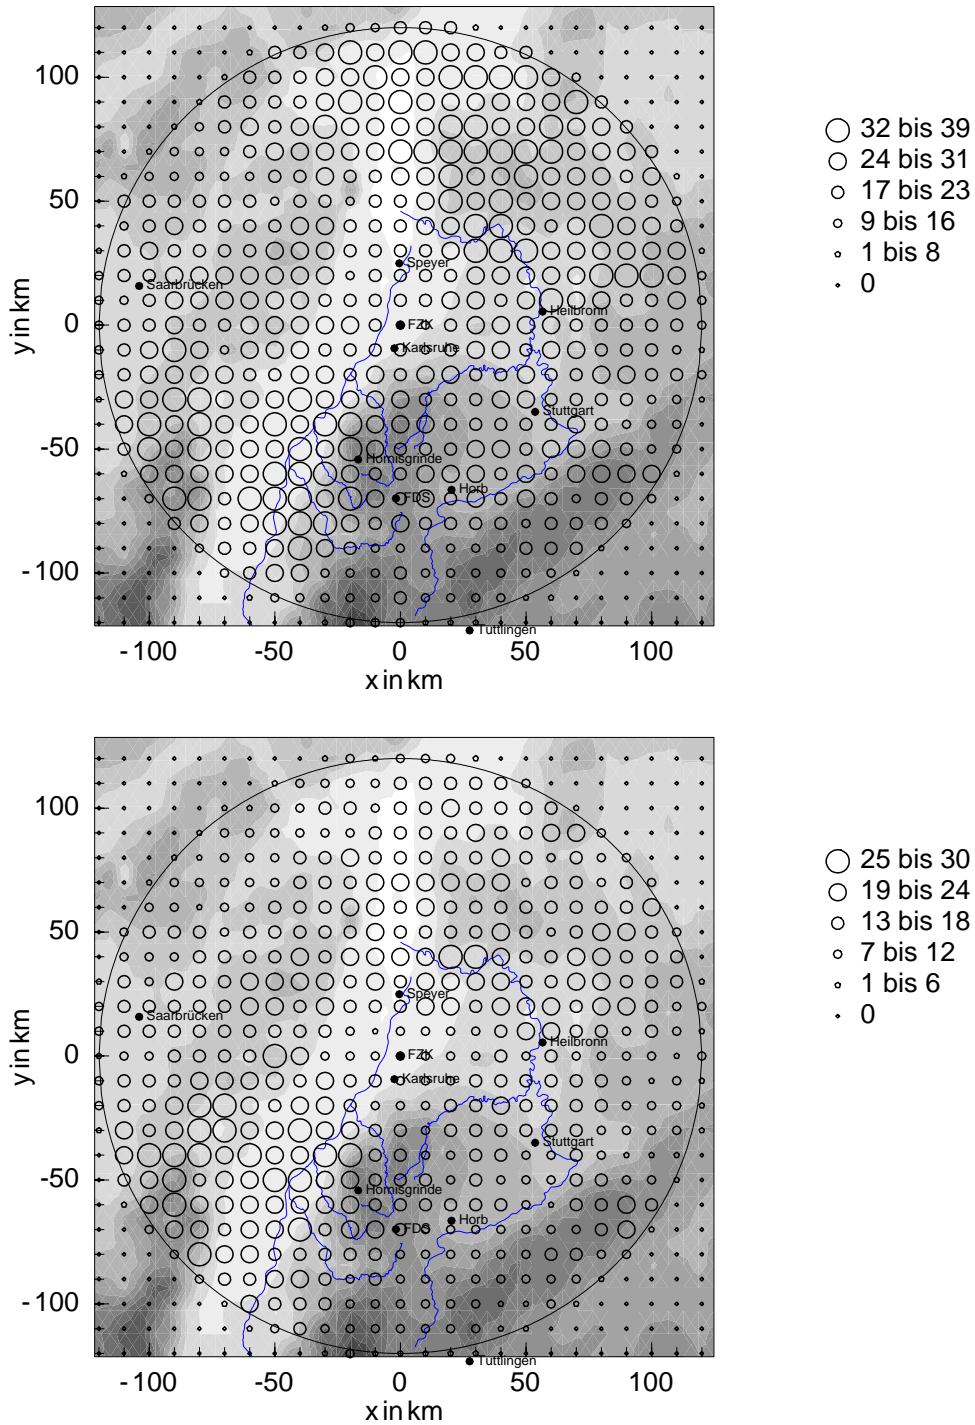 100
50
0
-50
-100
y in km
Speyer
Saarbrücken
Heilbronn
FZK
Karlsruhe
Stuttgart
Hornisgrinde
FDS
Horb
Tuttlingen
-100 -50 0 50 100
x in km
32 bis 39
24 bis 31
17 bis 23
9 bis 16
1 bis 8
0
100
50
0
-50
-100
y in km
Speyer
Saarbrücken
Heilbronn
FZK
Karlsruhe
Stuttgart
Hornisgrinde
FDS
Horb
Tuttlingen
-100 -50 0 50 100
x in km
25 bis 30
19 bis 24
13 bis 18
7 bis 12
1 bis 6
0